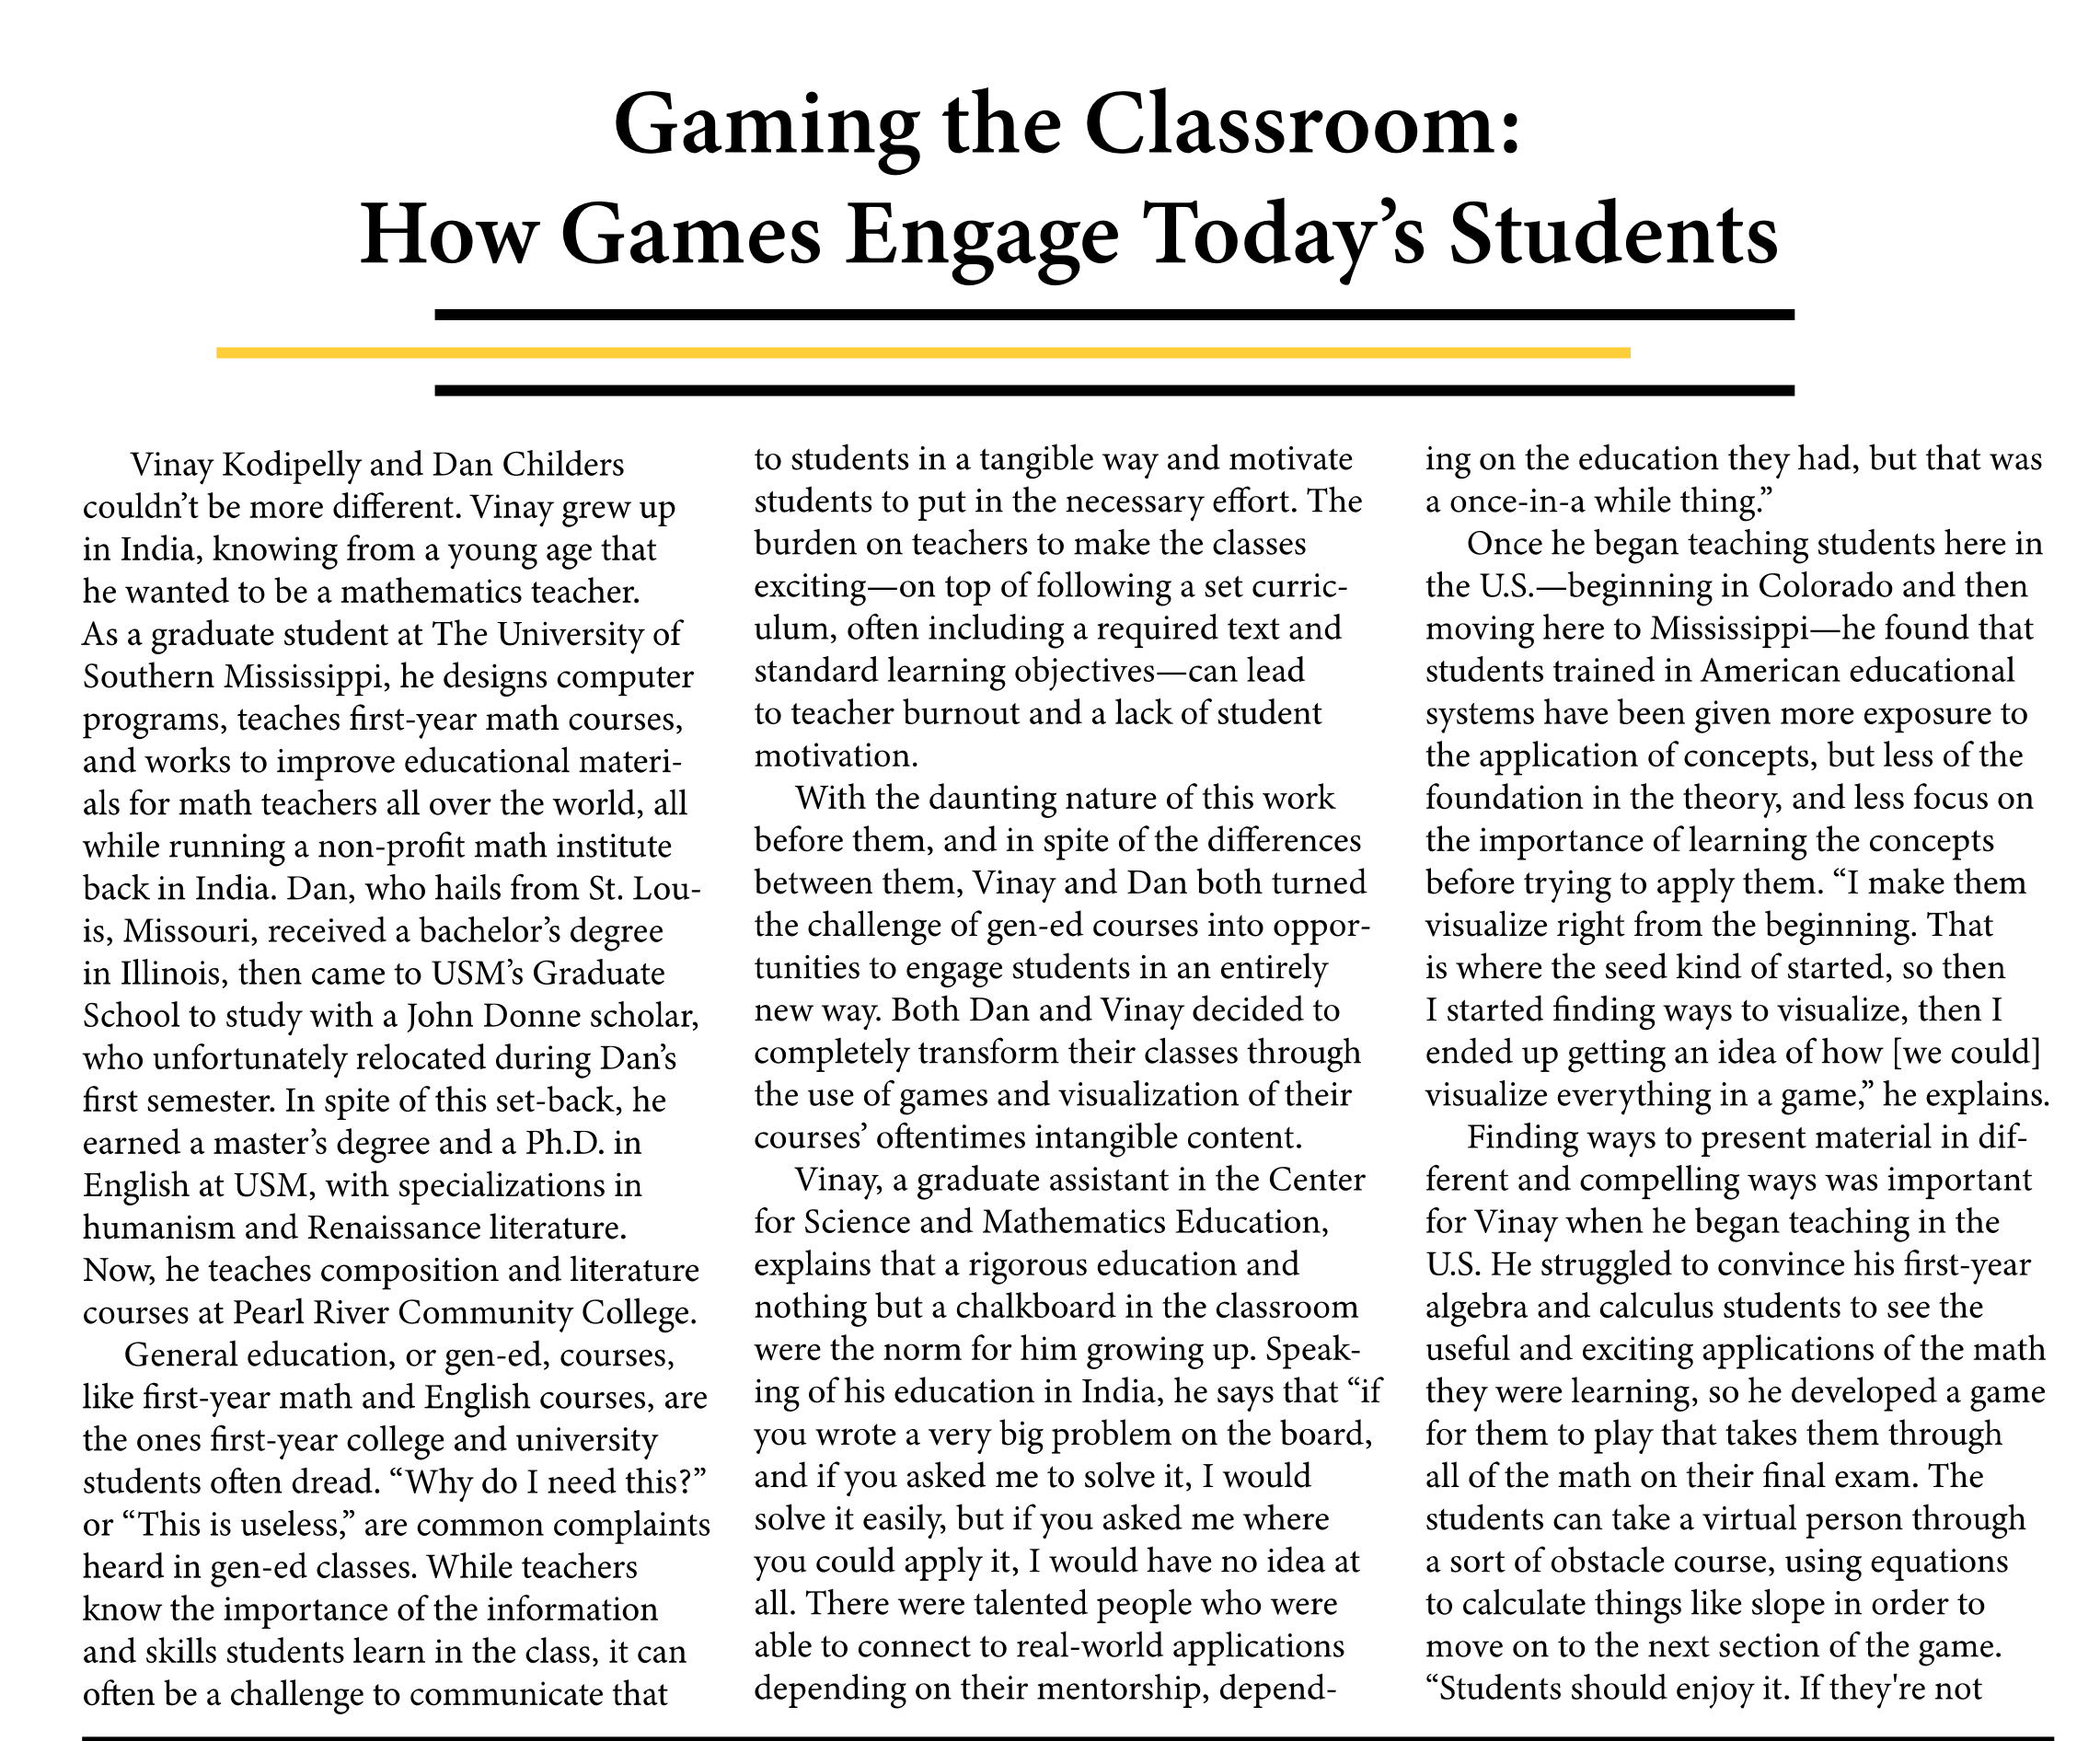 Gaming the Classroom:
How Games Engage Today’s Students
Vinay Kodipelly and Dan Childers
couldn’t be more different. Vinay grew up
in India, knowing from a young age that
he wanted to be a mathematics teacher.
As a graduate student at The University of
Southern Mississippi, he designs computer
programs, teaches first-year math courses,
and works to improve educational materi-
als for math teachers all over the world, all
while running a non-profit math institute
back in India. Dan, who hails from St. Lou-
is, Missouri, received a bachelor’s degree
in Illinois, then came to USM’s Graduate
School to study with a John Donne scholar,
who unfortunately relocated during Dan’s
first semester. In spite of this set-back, he
earned a master’s degree and a Ph.D. in
English at USM, with specializations in
humanism and Renaissance literature.
Now, he teaches composition and literature
courses at Pearl River Community College.
General education, or gen-ed, courses,
like first-year math and English courses, are
the ones first-year college and university
students often dread. “Why do I need this?”
or “This is useless,” are common complaints
heard in gen-ed classes. While teachers
know the importance of the information
and skills students learn in the class, it can
often be a challenge to communicate that
to students in a tangible way and motivate
students to put in the necessary effort. The
burden on teachers to make the classes
exciting—on top of following a set curric-
ulum, often including a required text and
standard learning objectives—can lead
to teacher burnout and a lack of student
motivation.
With the daunting nature of this work
before them, and in spite of the differences
between them, Vinay and Dan both turned
the challenge of gen-ed courses into oppor-
tunities to engage students in an entirely
new way. Both Dan and Vinay decided to
completely transform their classes through
the use of games and visualization of their
courses’ oftentimes intangible content.
Vinay, a graduate assistant in the Center
for Science and Mathematics Education,
explains that a rigorous education and
nothing but a chalkboard in the classroom
were the norm for him growing up. Speak-
ing of his education in India, he says that “if
you wrote a very big problem on the board,
and if you asked me to solve it, I would
solve it easily, but if you asked me where
you could apply it, I would have no idea at
all. There were talented people who were
able to connect to real-world applications
depending on their mentorship, depend-
ing on the education they had, but that was
a once-in-a while thing.”
Once he began teaching students here in
the U.S.—beginning in Colorado and then
moving here to Mississippi—he found that
students trained in American educational
systems have been given more exposure to
the application of concepts, but less of the
foundation in the theory, and less focus on
the importance of learning the concepts
before trying to apply them. “I make them
visualize right from the beginning. That
is where the seed kind of started, so then
I started finding ways to visualize, then I
ended up getting an idea of how [we could]
visualize everything in a game,” he explains.
Finding ways to present material in dif-
ferent and compelling ways was important
for Vinay when he began teaching in the
U.S. He struggled to convince his first-year
algebra and calculus students to see the
useful and exciting applications of the math
they were learning, so he developed a game
for them to play that takes them through
all of the math on their final exam. The
students can take a virtual person through
a sort of obstacle course, using equations
to calculate things like slope in order to
move on to the next section of the game.
“Students should enjoy it. If they're not